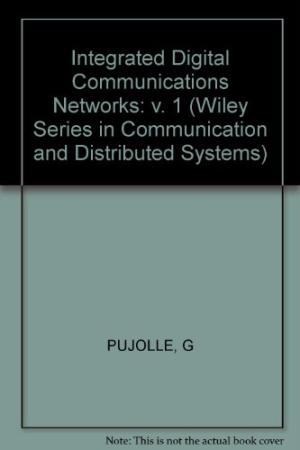 Integrated Digital
Communications
Networks: v. 1 (Wiley
Series in Communication
and Distributed Systems)
PUJOLLE, G
Note: This is not the actual book cover